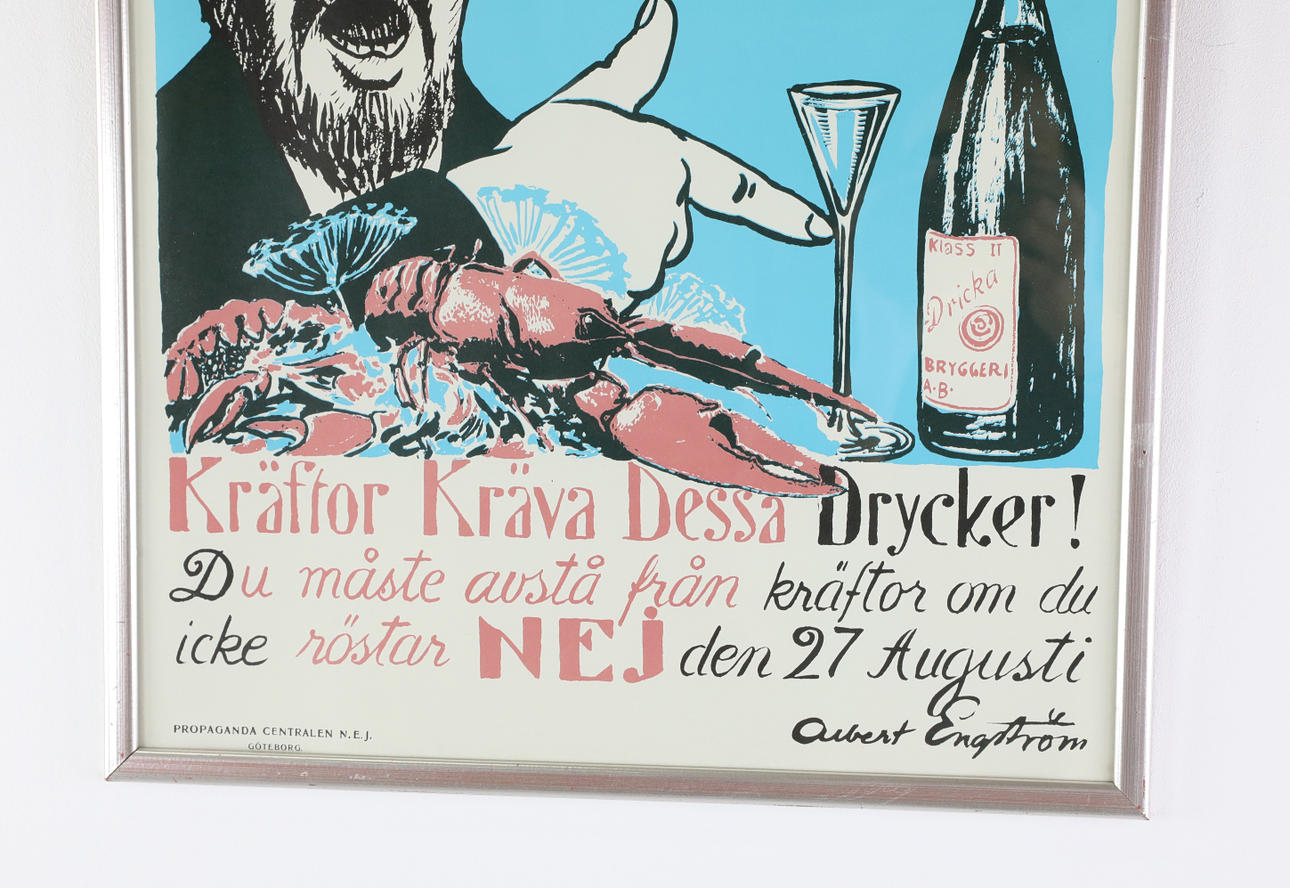 Klass II
Dricka
BRYGGERI
A.B.
Kräftor Kräva Dessa Drycker!
Du måste avstå från kräftor om du
icke röstar NEJ den 27 Augusti
Albert Engström
PROPAGANDA CENTRALEN N.E.J.
GÖTEBORG.